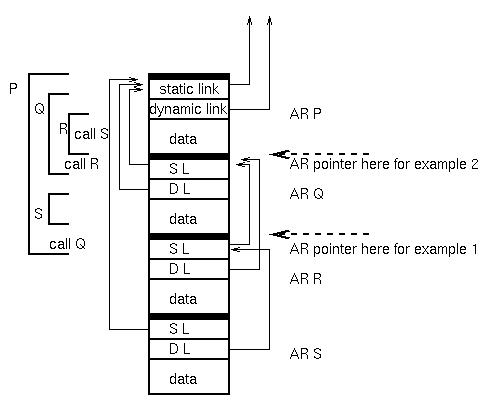 P
Q
R
call S
call R
S
call Q
static link
dynamic link
data
S L
D L
data
S L
D L
data
S L
D L
data
AR P
AR pointer here for example 2
AR Q
AR pointer here for example 1
AR R
AR S